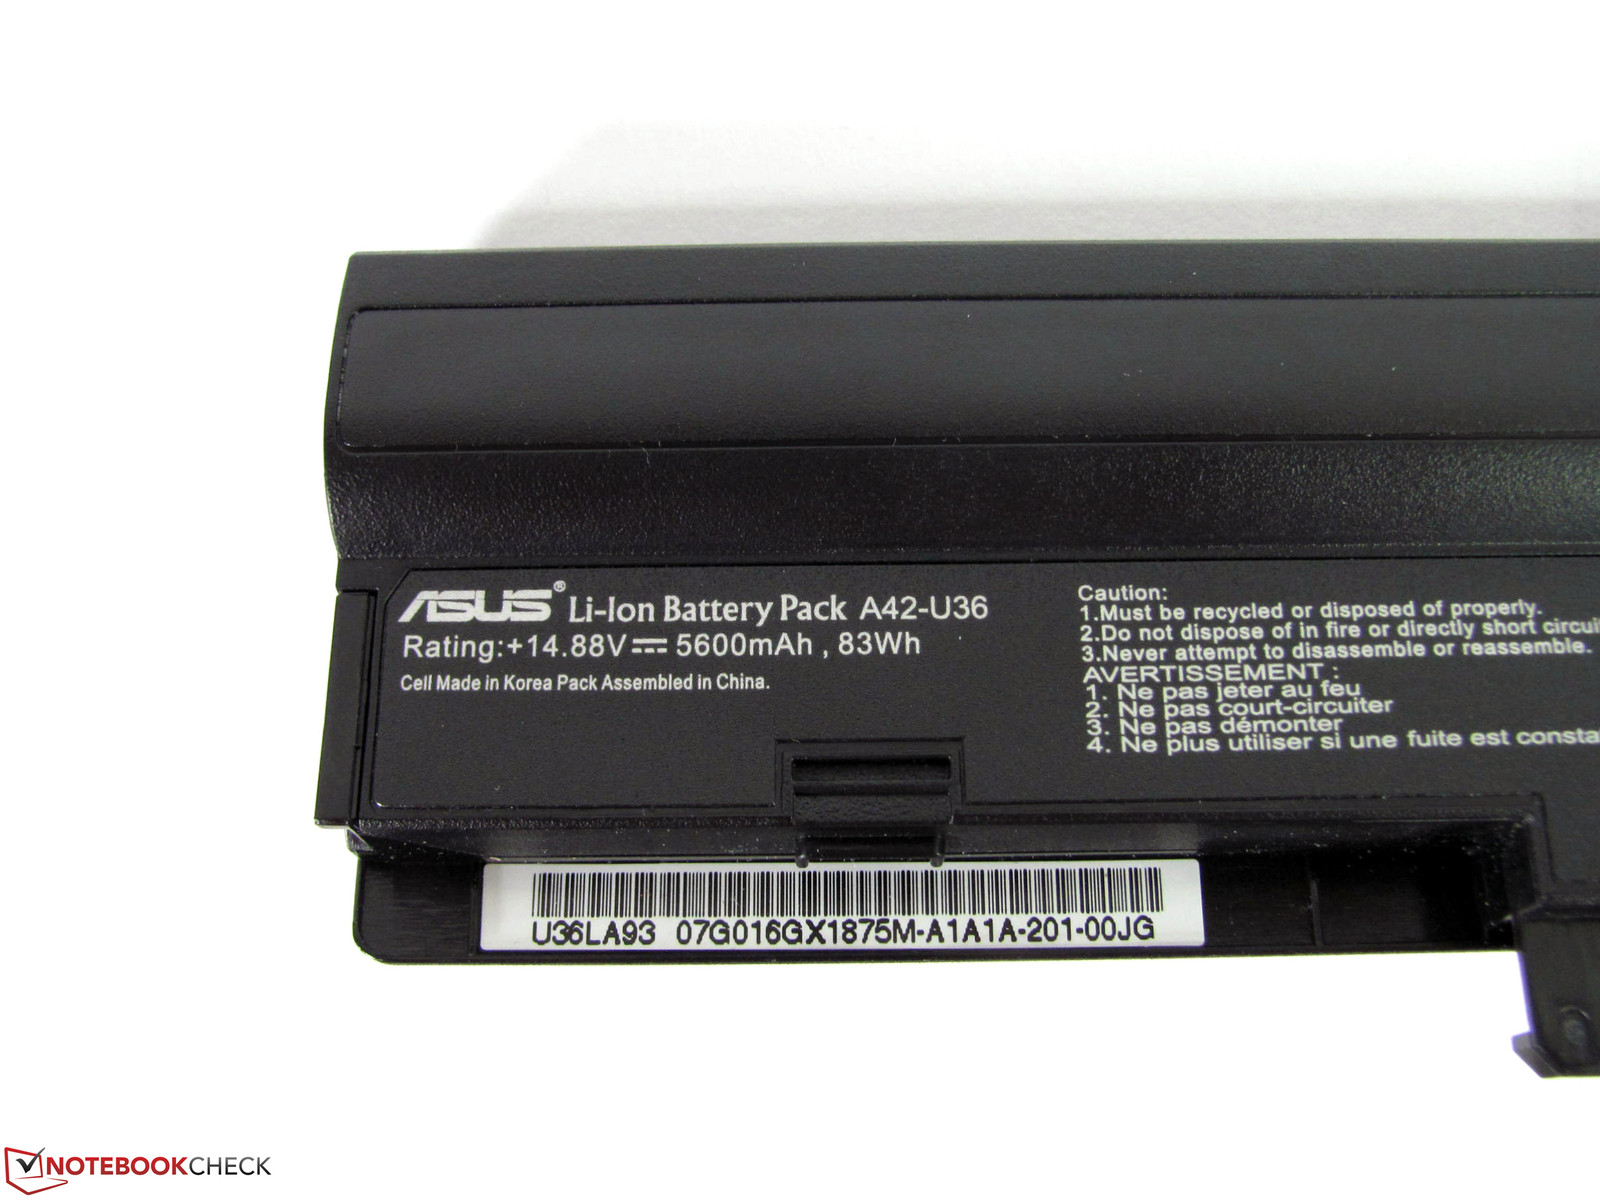 ASUS® Li-Ion Battery Pack A42-U36
Rating:+14.88V⎓ 5600mAh , 83Wh
Cell Made in Korea Pack Assembled in China.
Caution:
1.Must be recycled or disposed of properly.
2.Do not dispose of in fire or directly short
3.Never attempt to disassemble or reassemble.
AVERTISSEMENT :
1. Ne pas jeter au feu
2. Ne pas court-circuiter
3. Ne pas démonter
4. Ne plus utiliser si une fuite est
U36LA93 07G016GX1875M-A1A1A-201-00JG
NOTEBOOKCHECK